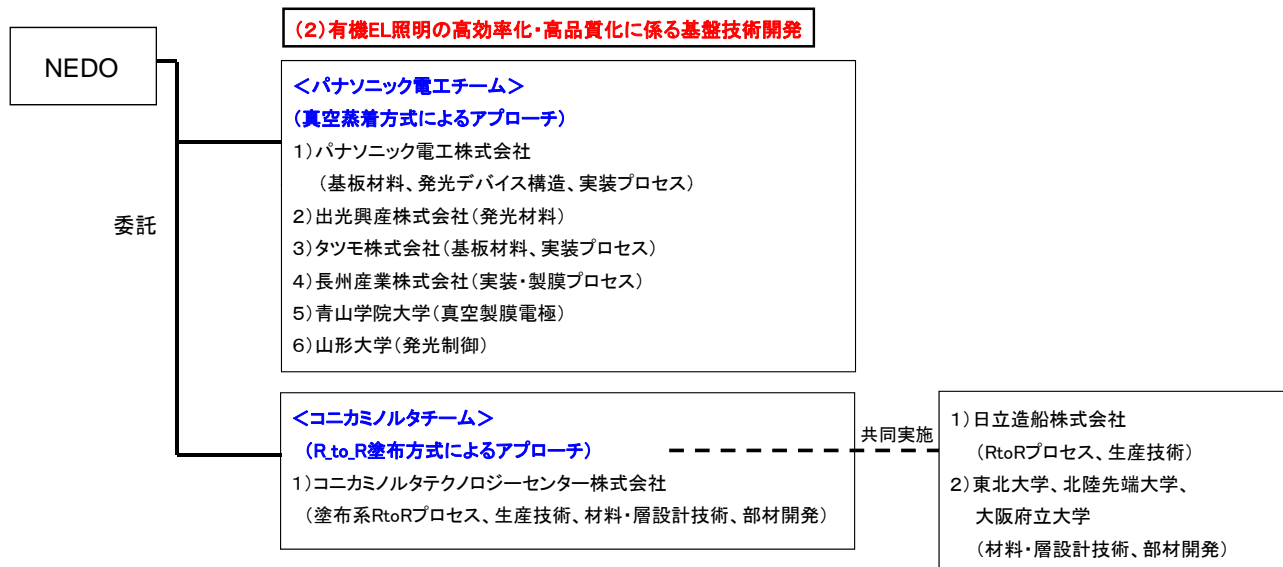 (2)有機EL照明の高効率化・高品質化に係る基盤技術開発
NEDO
＜パナソニック電工チーム＞
(真空蒸着方式によるアプローチ)
1)パナソニック電工株式会社
(基板材料、発光デバイス構造、実装プロセス)
2)出光興産株式会社(発光材料)
3)タツモ株式会社(基板材料、実装プロセス)
4)長州産業株式会社(実装・製膜プロセス)
5)青山学院大学(真空製膜電極)
6)山形大学(発光制御)
委託
＜コニカミノルタチーム＞
(R_to_R塗布方式によるアプローチ)
1)コニカミノルタテクノロジーセンター株式会社
(塗布系RtoRプロセス、生産技術、材料・層設計技術、部材開発)
共同実施
1)日立造船株式会社
(RtoRプロセス、生産技術)
2)東北大学、北陸先端大学、
大阪府立大学
(材料・層設計技術、部材開発)